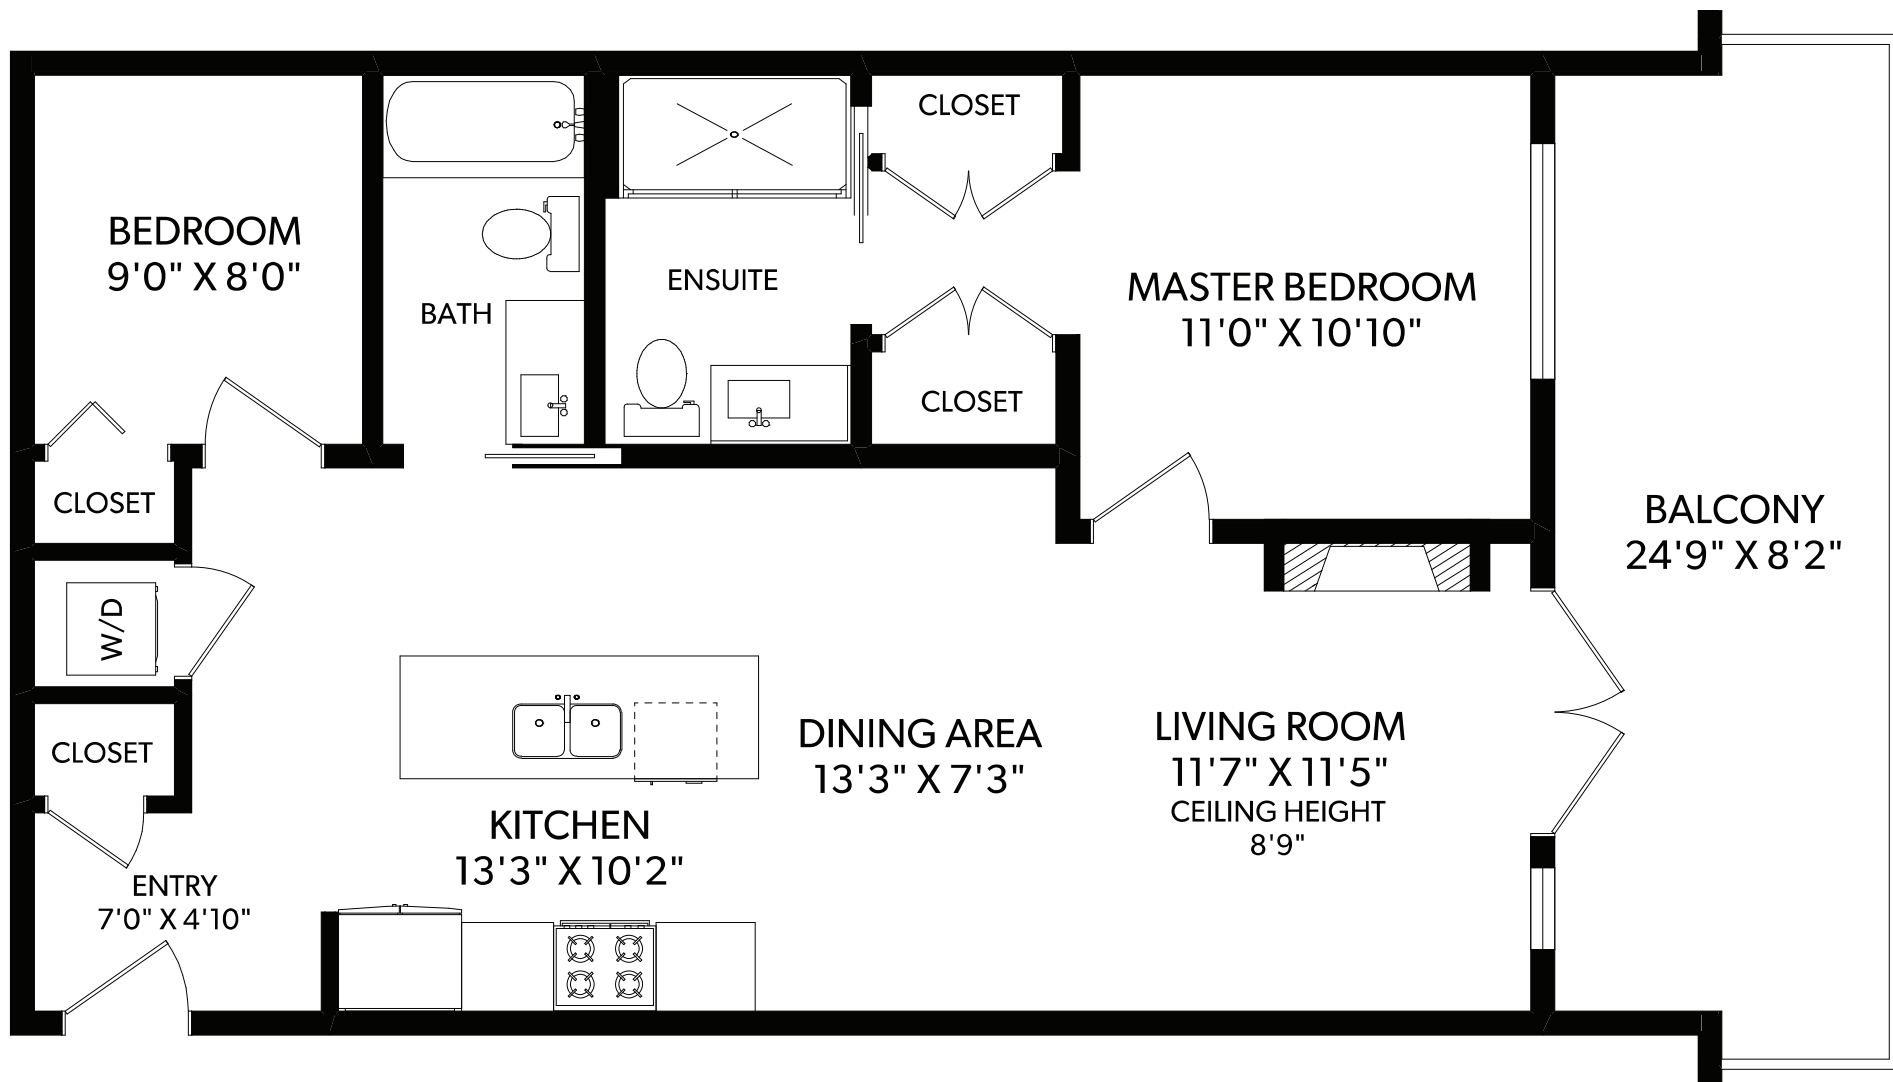 CLOSET
BEDROOM
9'0" X 8'0"
BATH
ENSUITE
MASTER BEDROOM
11'0" X 10'10"
CLOSET
CLOSET
BALCONY
24'9" X 8'2"
W/D
CLOSET
DINING AREA
13'3" X 7'3"
LIVING ROOM
11'7" X 11'5"
CEILING HEIGHT
8'9"
KITCHEN
13'3" X 10'2"
ENTRY
7'0" X 4'10"